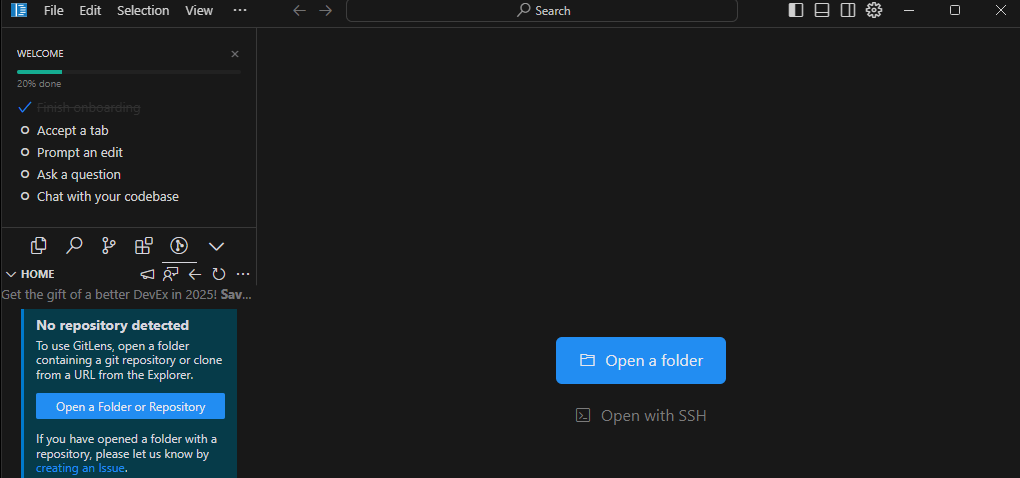 File Edit Selection View ···
Search
WELCOME
20% done
Finish onboarding
Accept a tab
Prompt an edit
Ask a question
Chat with your codebase
HOME
Get the gift of a better DevEx in 2025! Sav...
No repository detected
To use GitLens, open a folder
containing a git repository or clone
from a URL from the Explorer.
Open a Folder or Repository
If you have opened a folder with a
repository, please let us know by
creating an Issue.
Open a folder
Open with SSH